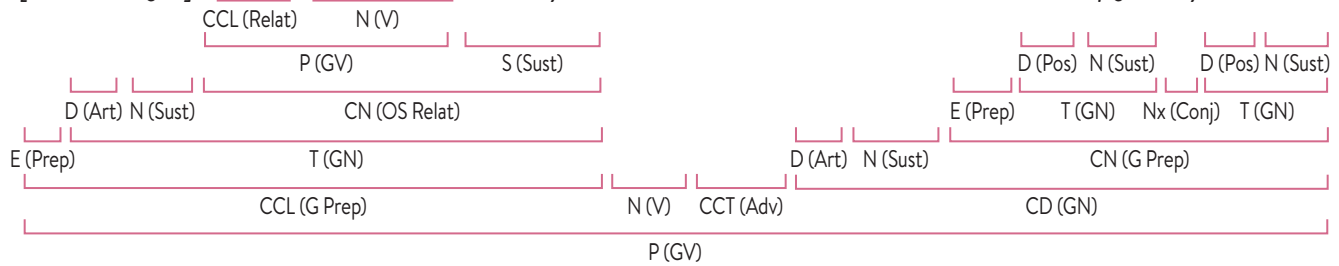 CCL (Relat) N (V)
P (GV) S (Sust) D (Pos) N (Sust) D (Pos) N (Sust)
D (Art) N (Sust) CN (OS Relat) E (Prep) T (GN) Nx (Conj) T (GN)
E (Prep) T (GN) D (Art) N (Sust) CN (G Prep)
CCL (G Prep) N (V) CCT (Adv) CD (GN)
P (GV)